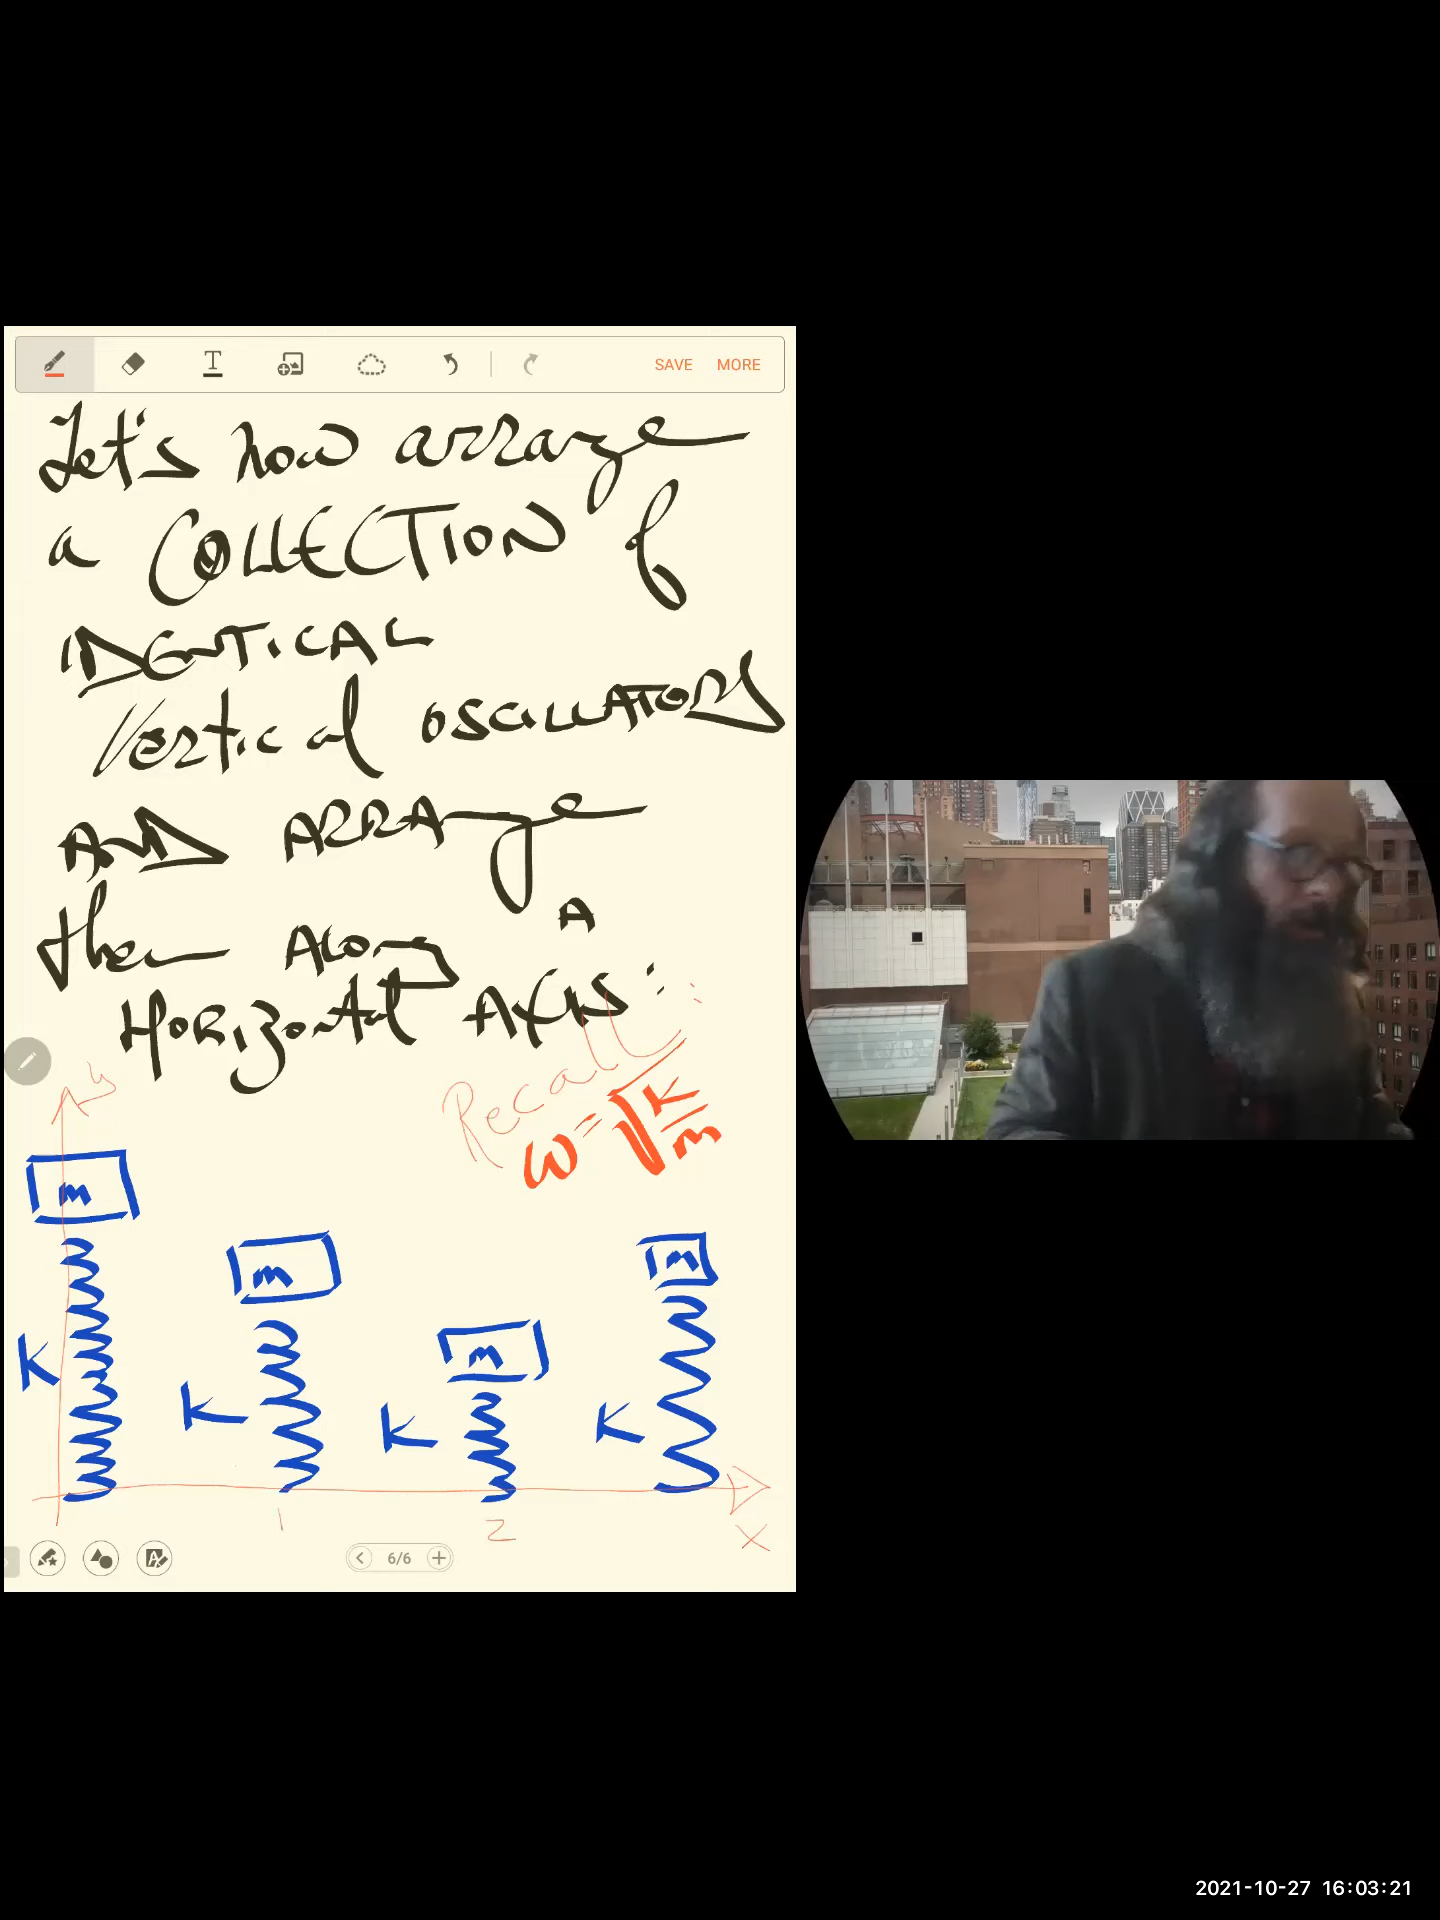 SAVE MORE
Let's now arrange
a COLLECTION of
IDENTICAL
Vertical OSCILLATORY
AND ARRAnge
them Along A
HORIZontal AXIS:
Recall:
ω = √K/m
y
m
m
m
m
K
K
K
K
1
2
X
6/6
2021-10-27 16:03:21